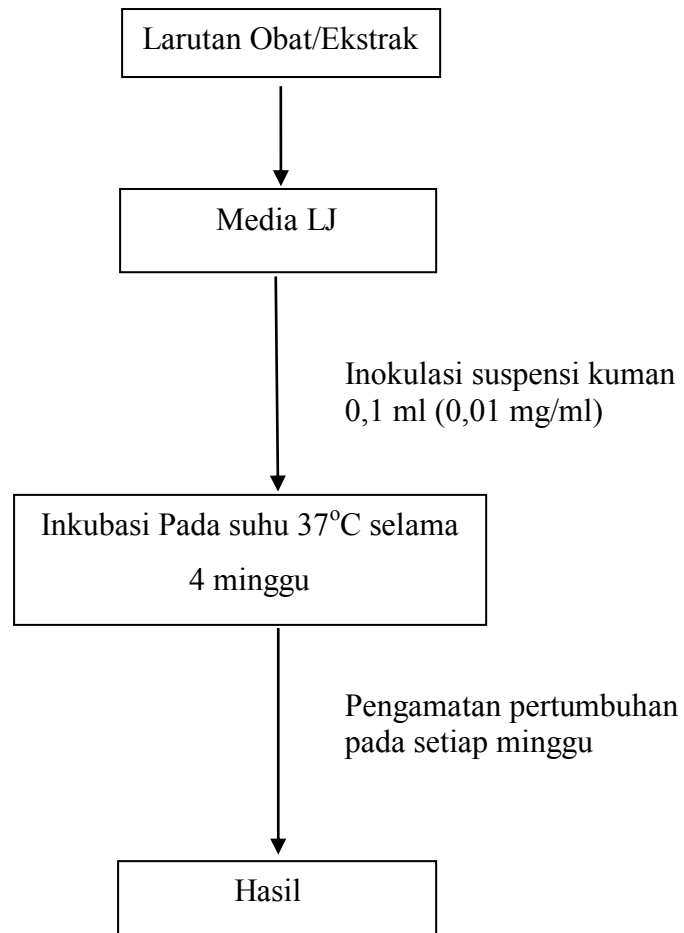 Larutan Obat/Ekstrak
Media LJ
Inokulasi suspensi kuman
0,1 ml (0,01 mg/ml)
Inkubasi Pada suhu 37°C selama
4 minggu
Pengamatan pertumbuhan
pada setiap minggu
Hasil